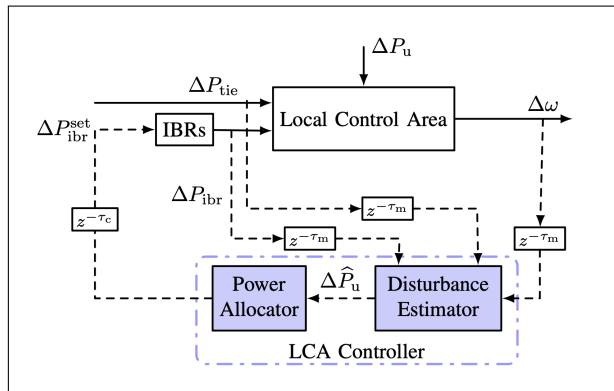 ΔP_u
ΔP_tie
Δω
ΔP_ibr^set
IBRs
Local Control Area
ΔP_ibr
z^{-τ_m}
z^{-τ_c}
z^{-τ_m}
z^{-τ_m}
Power
Allocator
ΔP̂_u
Disturbance
Estimator
LCA Controller